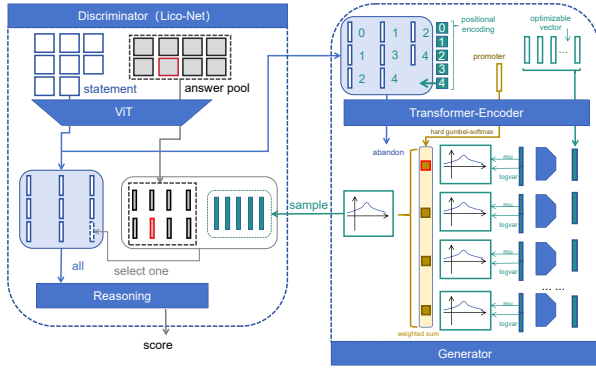 Discriminator (Lico-Net)
statement
answer pool
ViT
all
select one
Reasoning
score
sample
0 1 2
1 3 4
2 4
0
1
2
3
4
positional
encoding
promoter
optimizable
vector
...
Transformer-Encoder
abandon
hard gumbel-softmax
mu
logvar
mu
logvar
mu
logvar
... ...
mu
logvar
weighted sum
Generator